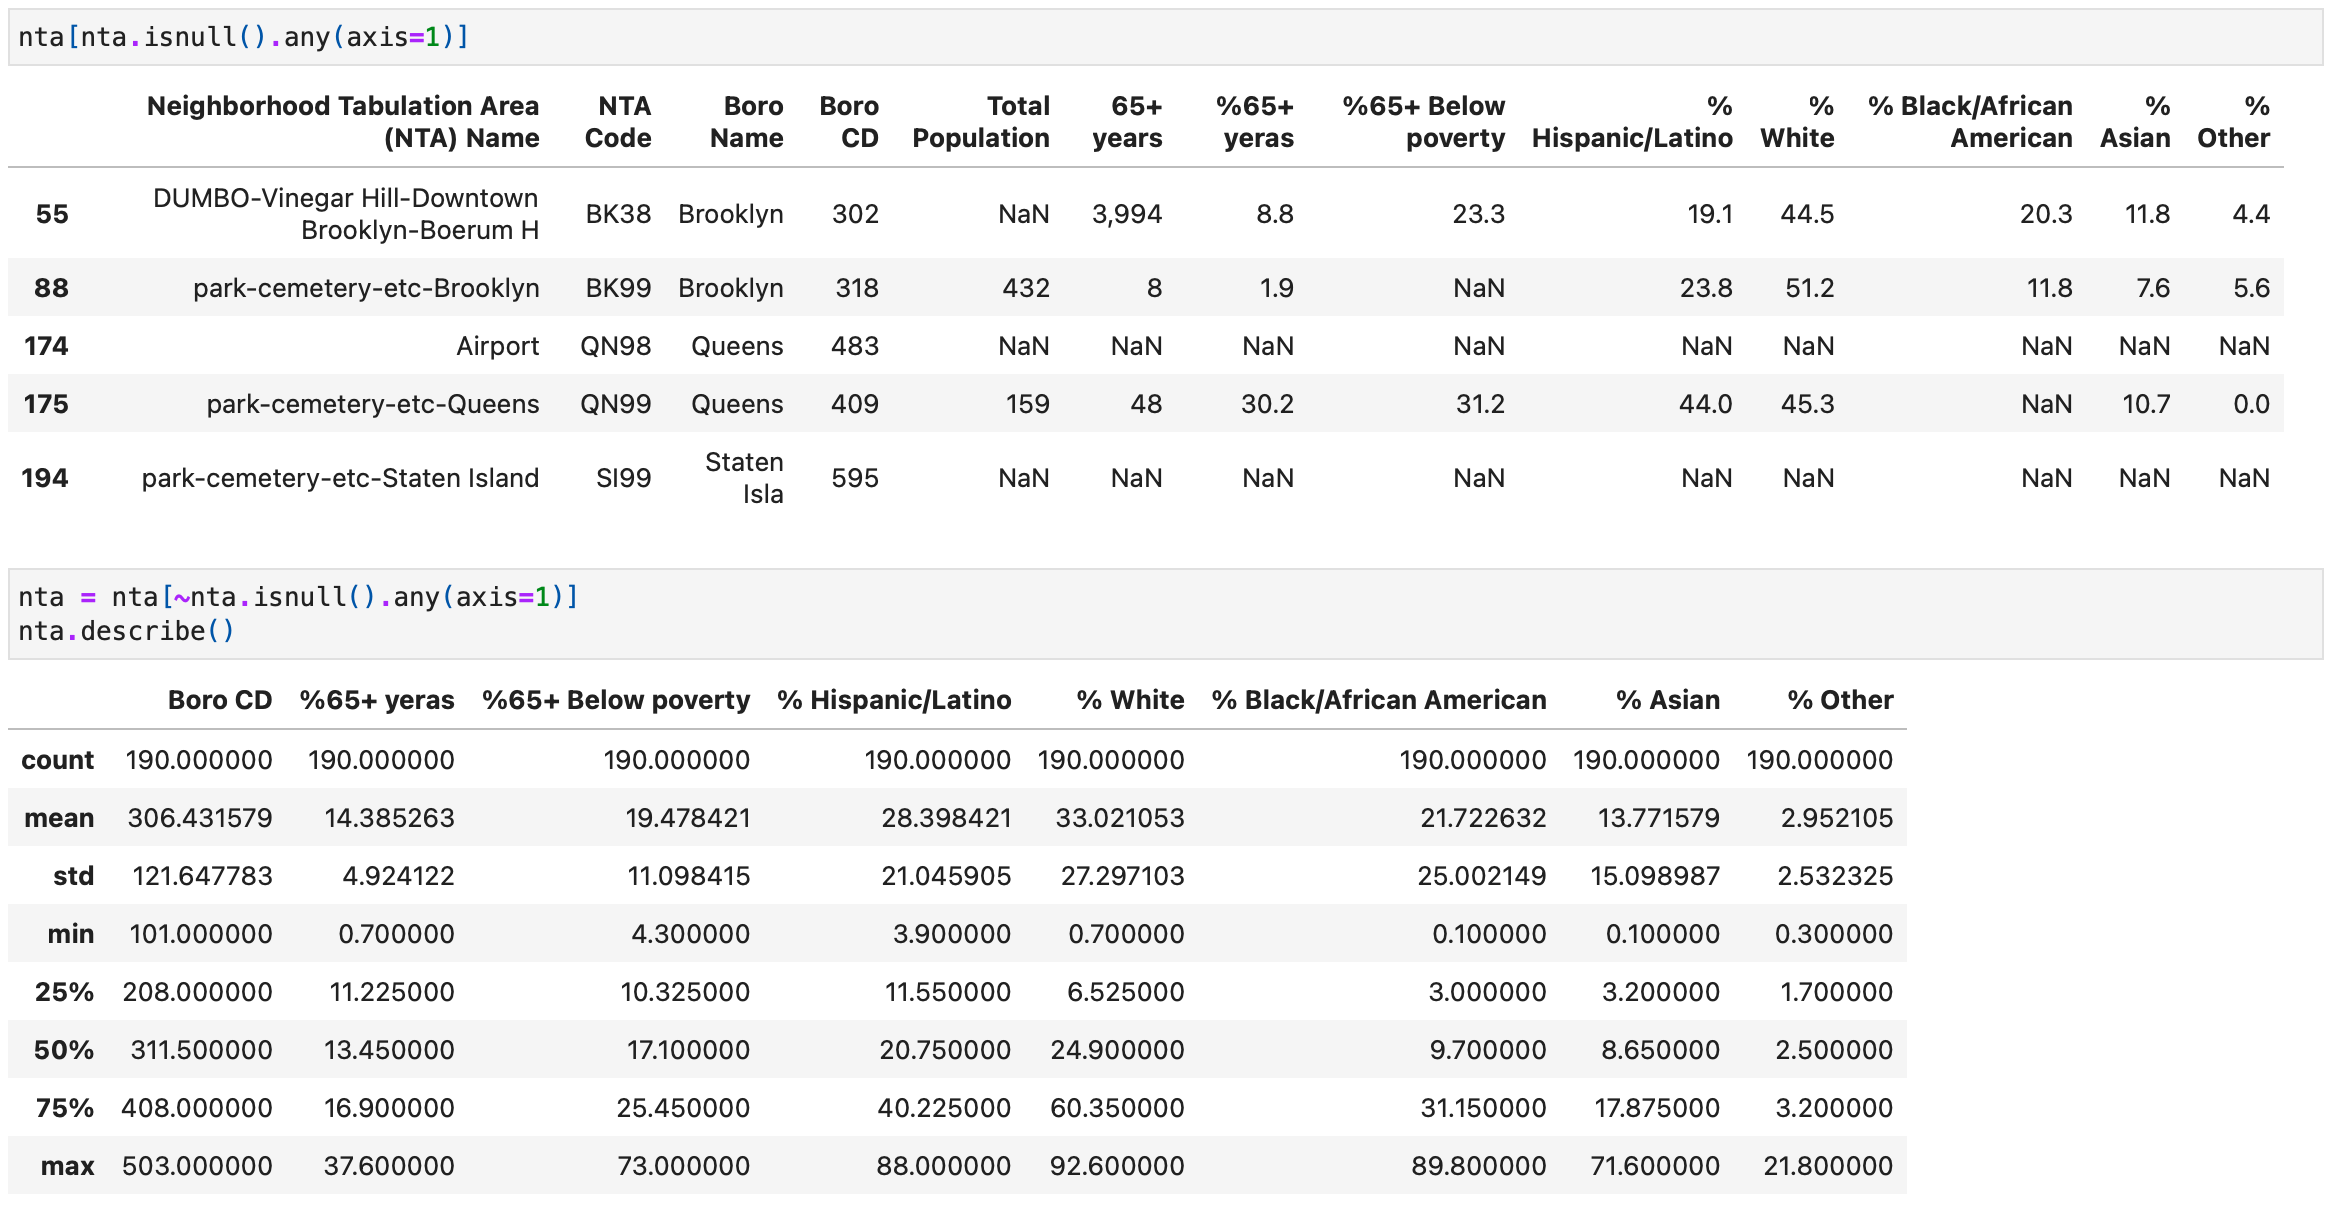 nta[nta.isnull().any(axis=1)]
Neighborhood Tabulation Area (NTA) Name NTA Code Boro Name Boro CD Total Population 65+ years %65+ yeras %65+ Below poverty % Hispanic/Latino % White % Black/African American % Asian % Other
55 DUMBO-Vinegar Hill-Downtown Brooklyn-Boerum H BK38 Brooklyn 302 NaN 3,994 8.8 23.3 19.1 44.5 20.3 11.8 4.4
88 park-cemetery-etc-Brooklyn BK99 Brooklyn 318 432 8 1.9 NaN 23.8 51.2 11.8 7.6 5.6
174 Airport QN98 Queens 483 NaN NaN NaN NaN NaN NaN NaN NaN NaN
175 park-cemetery-etc-Queens QN99 Queens 409 159 48 30.2 31.2 44.0 45.3 NaN 10.7 0.0
194 park-cemetery-etc-Staten Island SI99 Staten Isla 595 NaN NaN NaN NaN NaN NaN NaN NaN NaN
nta = nta[~nta.isnull().any(axis=1)]
nta.describe()
Boro CD %65+ yeras %65+ Below poverty % Hispanic/Latino % White % Black/African American % Asian % Other
count 190.000000 190.000000 190.000000 190.000000 190.000000 190.000000 190.000000 190.000000
mean 306.431579 14.385263 19.478421 28.398421 33.021053 21.722632 13.771579 2.952105
std 121.647783 4.924122 11.098415 21.045905 27.297103 25.002149 15.098987 2.532325
min 101.000000 0.700000 4.300000 3.900000 0.700000 0.100000 0.100000 0.300000
25% 208.000000 11.225000 10.325000 11.550000 6.525000 3.000000 3.200000 1.700000
50% 311.500000 13.450000 17.100000 20.750000 24.900000 9.700000 8.650000 2.500000
75% 408.000000 16.900000 25.450000 40.225000 60.350000 31.150000 17.875000 3.200000
max 503.000000 37.600000 73.000000 88.000000 92.600000 89.800000 71.600000 21.800000